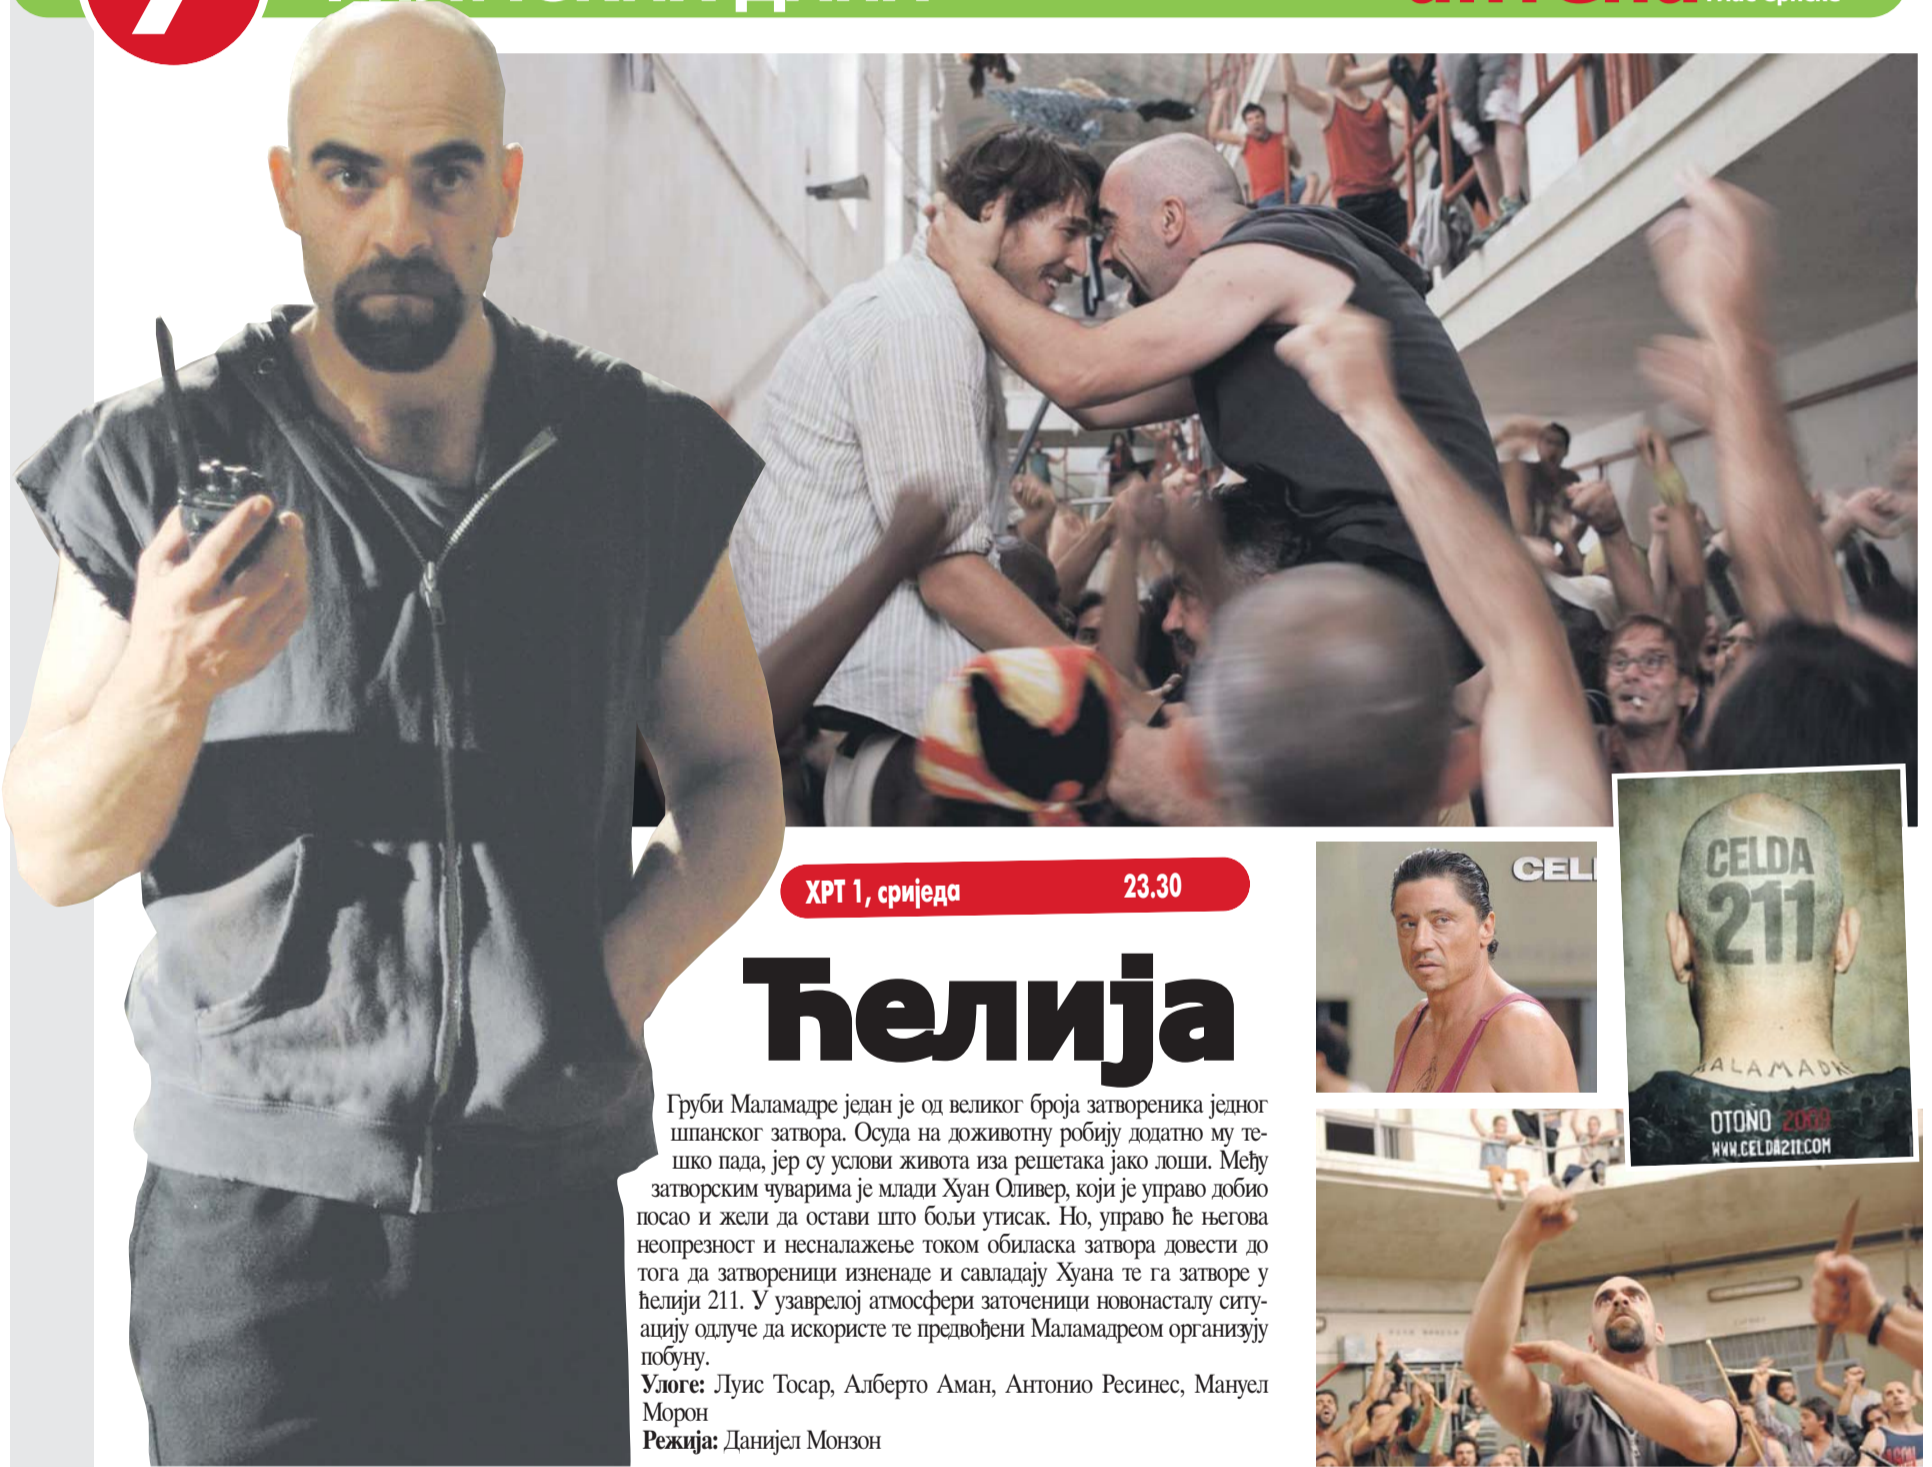 ХРТ 1, сриједа 23.30
Ћелија
Груби Маламадре један је од великог броја затвореника једног
шпанског затвора. Осуда на доживотну робију додатно му те-
шко пада, јер су услови живота иза решетака јако лоши. Међу
затворским чуварима је млади Хуан Оливер, који је управо добио
посао и жели да остави што бољи утисак. Но, управо ће његова
неопрезност и несналажење током обиласка затвора довести до
тога да затвореници изненаде и савладају Хуана те га затворе у
ћелији 211. У узаврелој атмосфери заточеници новонасталу ситу-
ацију одлуче да искористе те предвођени Маламадреом организују
побуну.
Улоге: Луис Тосар, Алберто Аман, Антонио Ресинес, Мануел
Морон
Режија: Данијел Монзон
CEL
CELDA
211
ALAMADR
OTOÑO 2009
WWW.CELDA211.COM